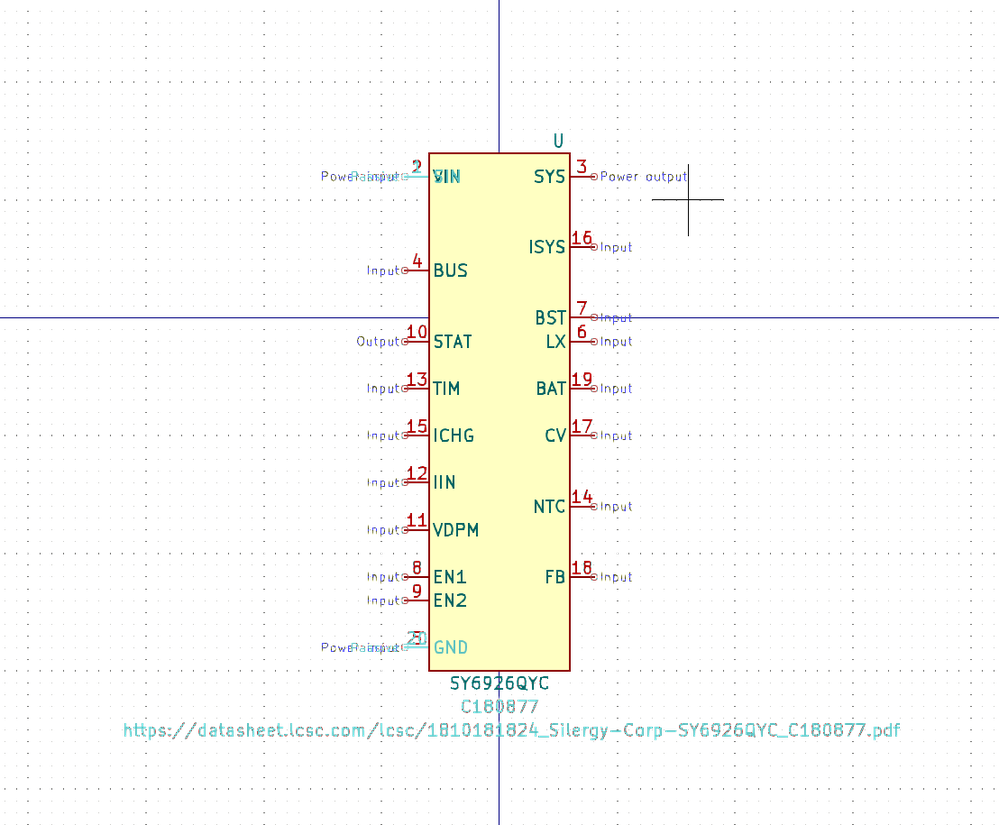 U
Power input 2 VIN SYS 3 Power output
ISYS 16 Input
Input 4 BUS
BST 7 Input
Output 10 STAT LX 6 Input
Input 13 TIM BAT 19 Input
Input 15 ICHG CV 17 Input
Input 12 IIN
NTC 14 Input
Input 11 VDPM
Input 8 EN1 FB 18 Input
Input 9 EN2
Power input 20 GND
SY6926QYC
C180877
https://datasheet.lcsc.com/lcsc/1810181824_Silergy-Corp-SY6926QYC_C180877.pdf